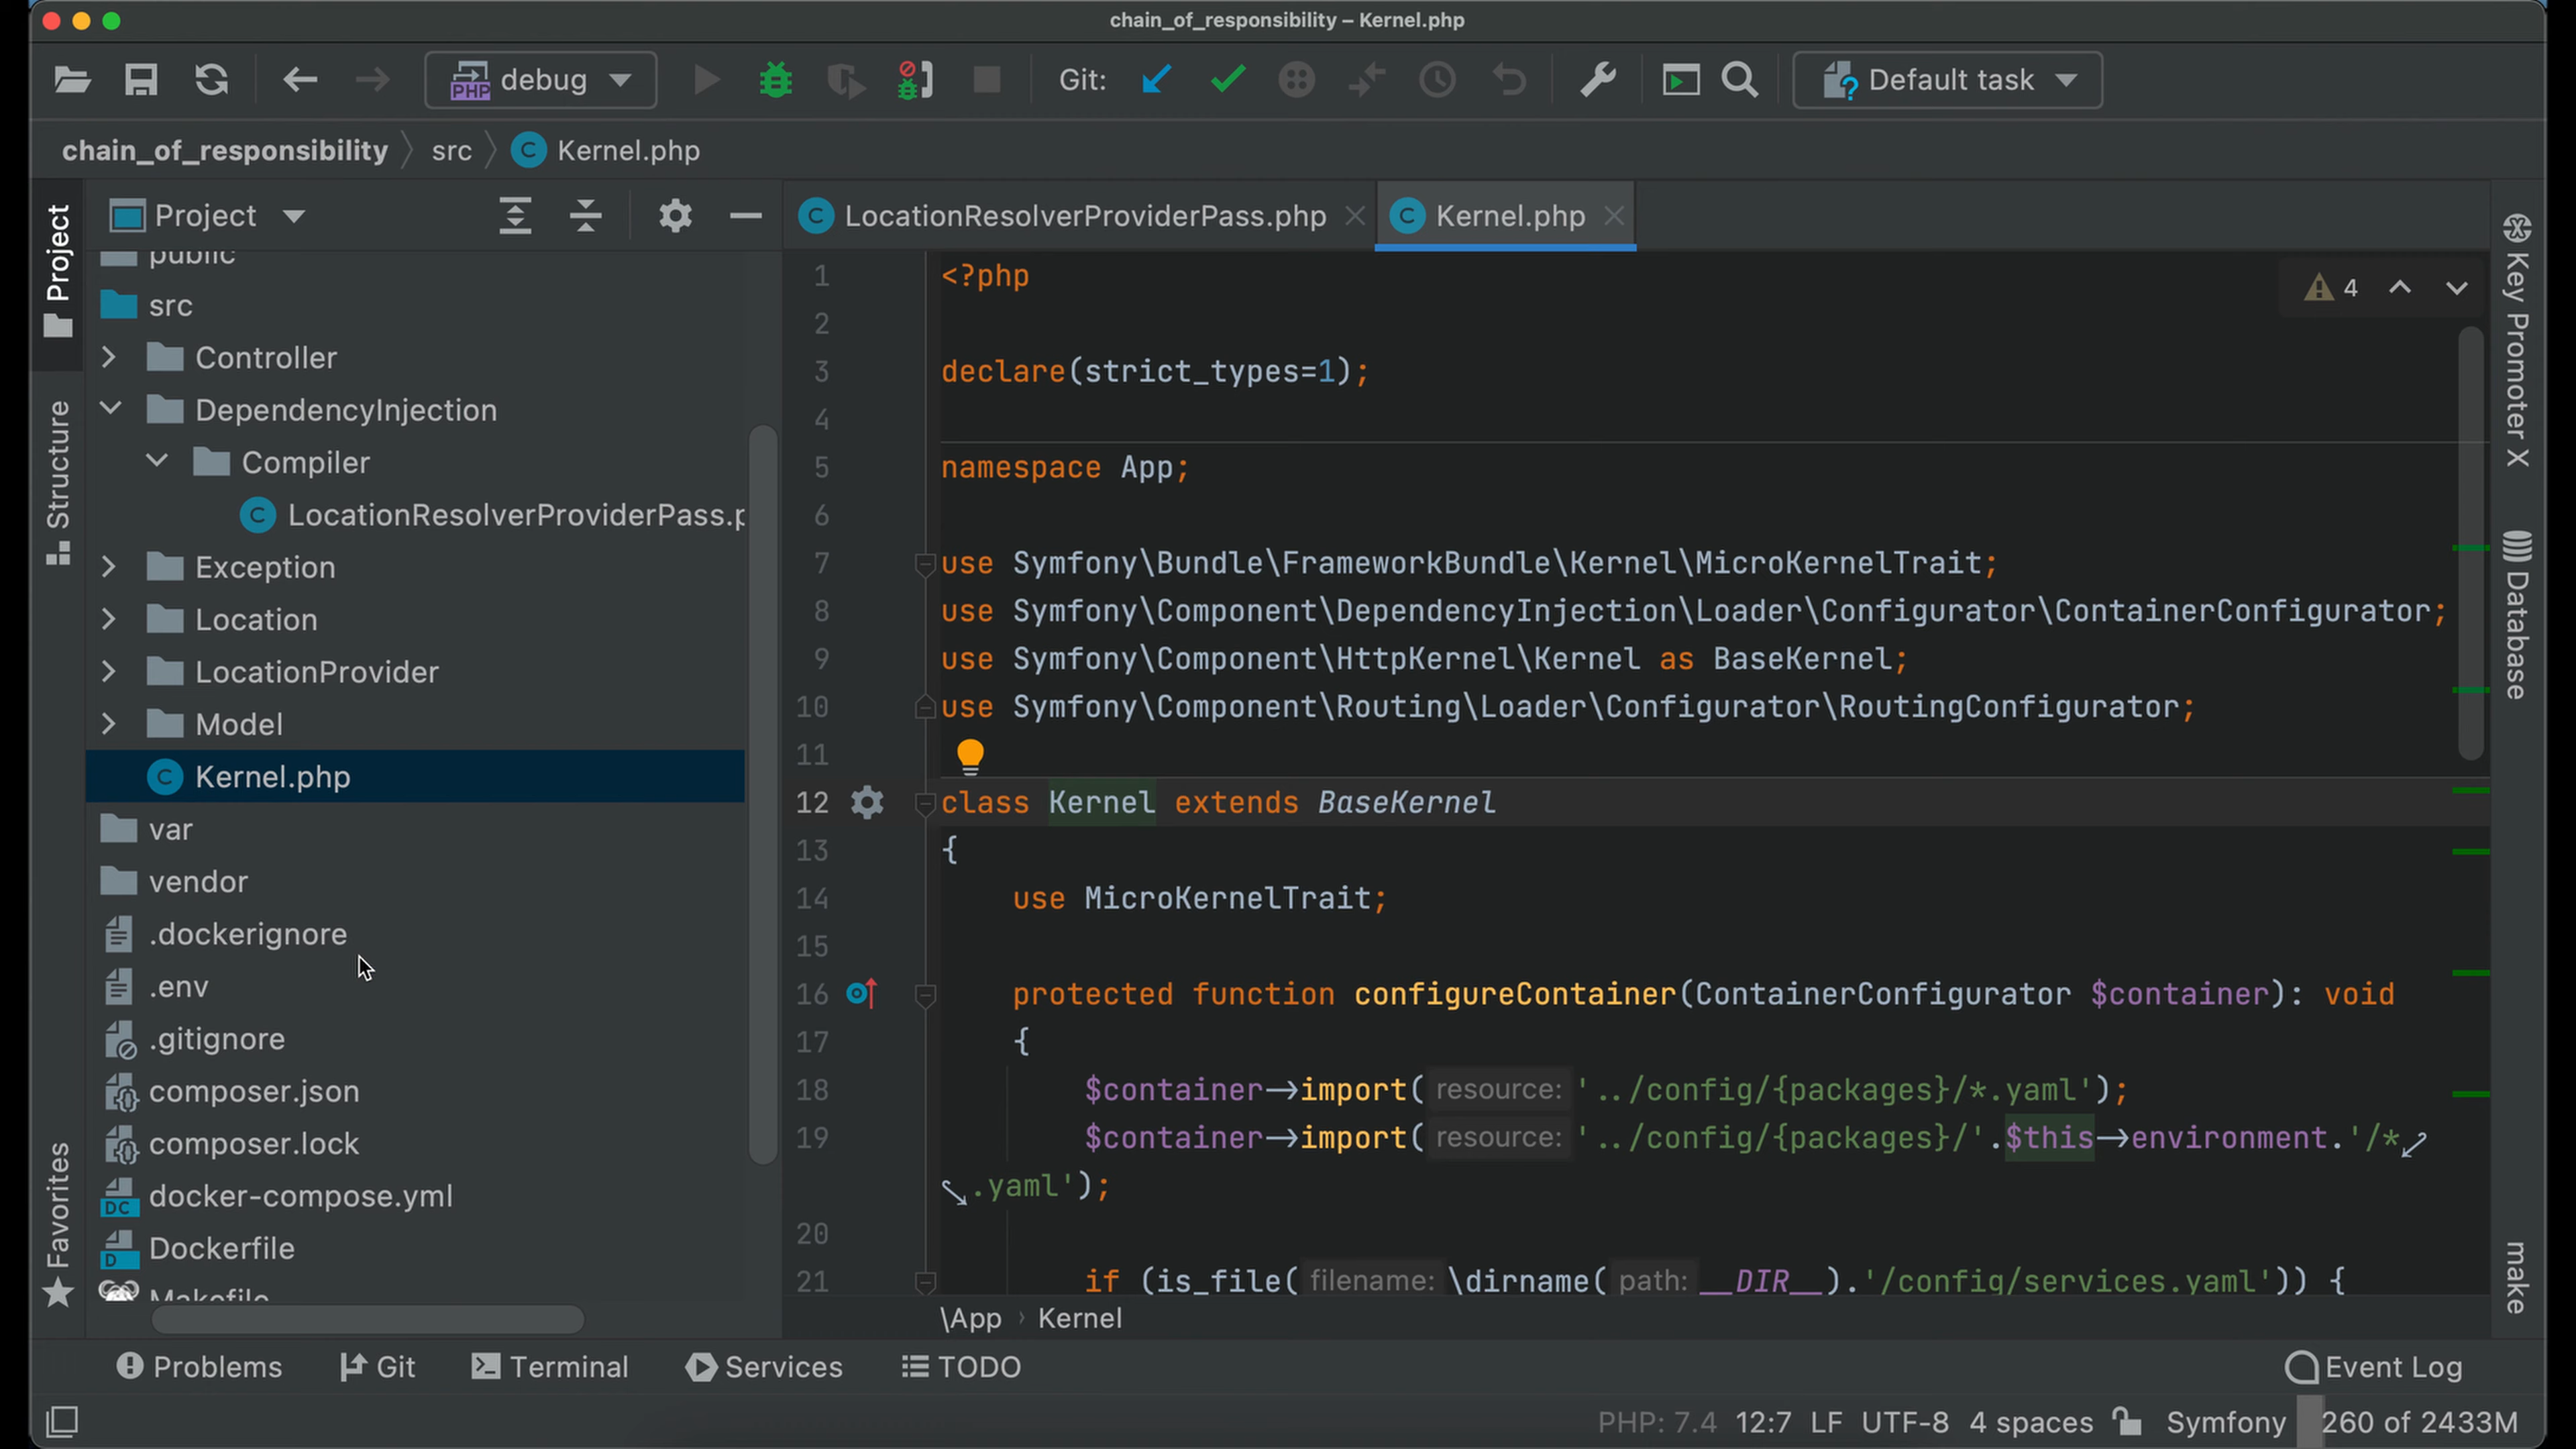 chain_of_responsibility – Kernel.php
debug
Git:
Default task
chain_of_responsibility
src
Kernel.php
Project
LocationResolverProviderPass.php
Kernel.php
Project
Structure
Favorites
public
src
Controller
DependencyInjection
Compiler
LocationResolverProviderPass.p
Exception
Location
LocationProvider
Model
Kernel.php
var
vendor
.dockerignore
.env
.gitignore
composer.json
composer.lock
docker-compose.yml
Dockerfile
Makefile
4
1 <?php
2
3 declare(strict_types=1);
4
5 namespace App;
6
7 use Symfony\Bundle\FrameworkBundle\Kernel\MicroKernelTrait;
8 use Symfony\Component\DependencyInjection\Loader\Configurator\ContainerConfigurator;
9 use Symfony\Component\HttpKernel\Kernel as BaseKernel;
10 use Symfony\Component\Routing\Loader\Configurator\RoutingConfigurator;
11
12 class Kernel extends BaseKernel
13 {
14 use MicroKernelTrait;
15
16 protected function configureContainer(ContainerConfigurator $container): void
17 {
18 $container→import( resource: '../config/{packages}/*.yaml');
19 $container→import( resource: '../config/{packages}/'.$this→environment.'/*
.yaml');
20
21 if (is_file( filename: \dirname( path: __DIR__).'/config/services.yaml')) {
\App › Kernel
Key Promoter X
Database
make
Problems
Git
Terminal
Services
TODO
Event Log
PHP: 7.4 12:7 LF UTF-8 4 spaces Symfony 260 of 2433M